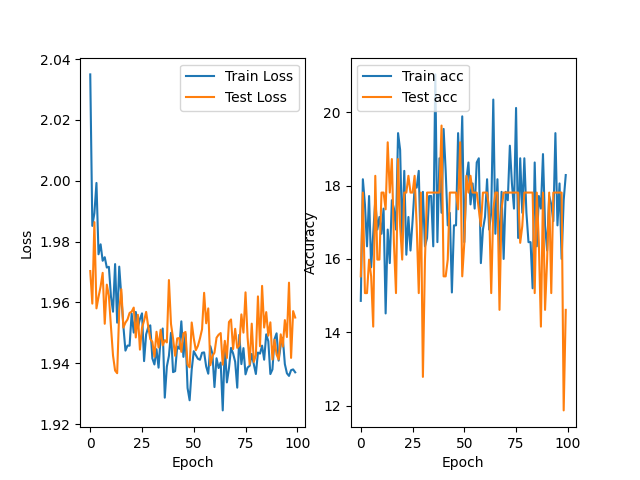 2.04
2.02
2.00
1.98
1.96
1.94
1.92
Loss
Train Loss
Test Loss
0
25
50
75
100
Epoch
20
18
16
14
12
Accuracy
Train acc
Test acc
0
25
50
75
100
Epoch